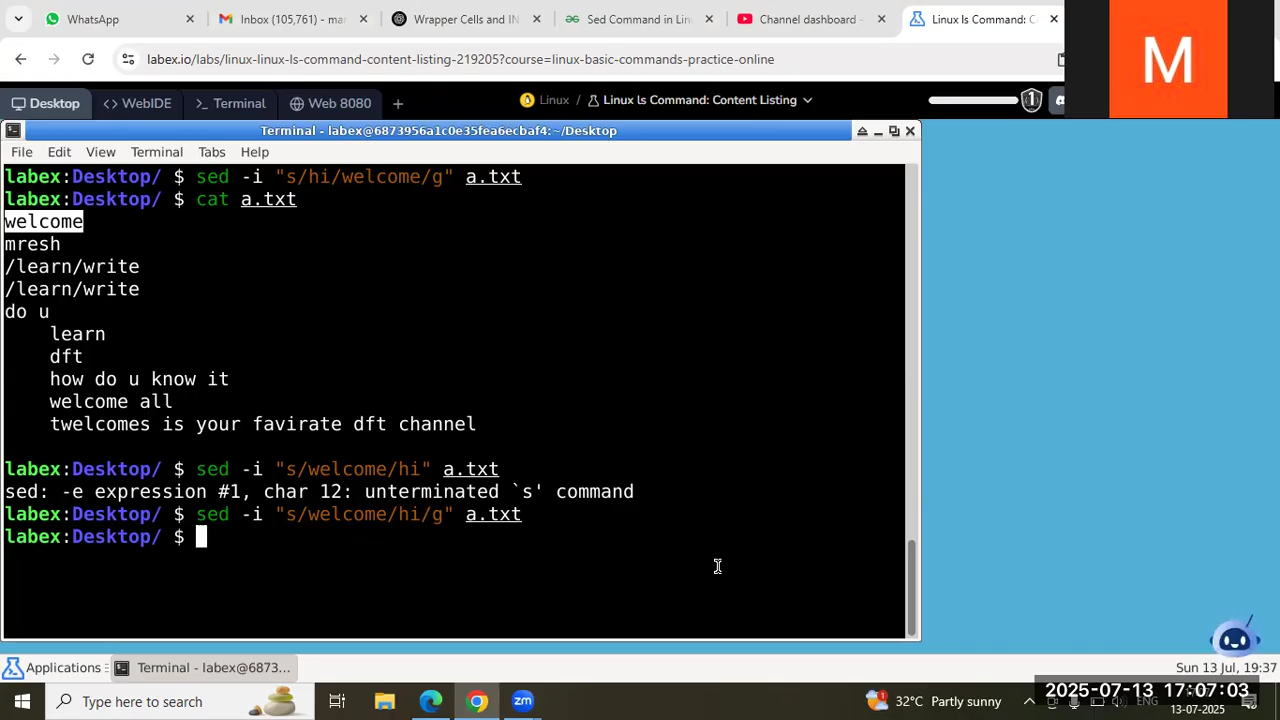 WhatsApp
Inbox (105,761) - mar
Wrapper Cells and IN
Sed Command in Lin
Channel dashboard -
Linux ls Command: C
labex.io/labs/linux-linux-ls-command-content-listing-219205?course=linux-basic-commands-practice-online
M
Desktop
<> WebIDE
>_ Terminal
Web 8080
+
Linux / Linux ls Command: Content Listing
1
Terminal - labex@6873956a1c0e35fea6ecbaf4: ~/Desktop
File Edit View Terminal Tabs Help
labex:Desktop/ $ sed -i "s/hi/welcome/g" a.txt
labex:Desktop/ $ cat a.txt
welcome
mresh
/learn/write
/learn/write
do u
    learn
    dft
    how do u know it
    welcome all
    twelcomes is your favirate dft channel
labex:Desktop/ $ sed -i "s/welcome/hi" a.txt
sed: -e expression #1, char 12: unterminated `s' command
labex:Desktop/ $ sed -i "s/welcome/hi/g" a.txt
labex:Desktop/ $
Applications
Terminal - labex@6873...
Sun 13 Jul, 19:37
Type here to search
zm
1
32°C Partly sunny
ENG
2025-07-13 17:07:03
13-07-2025